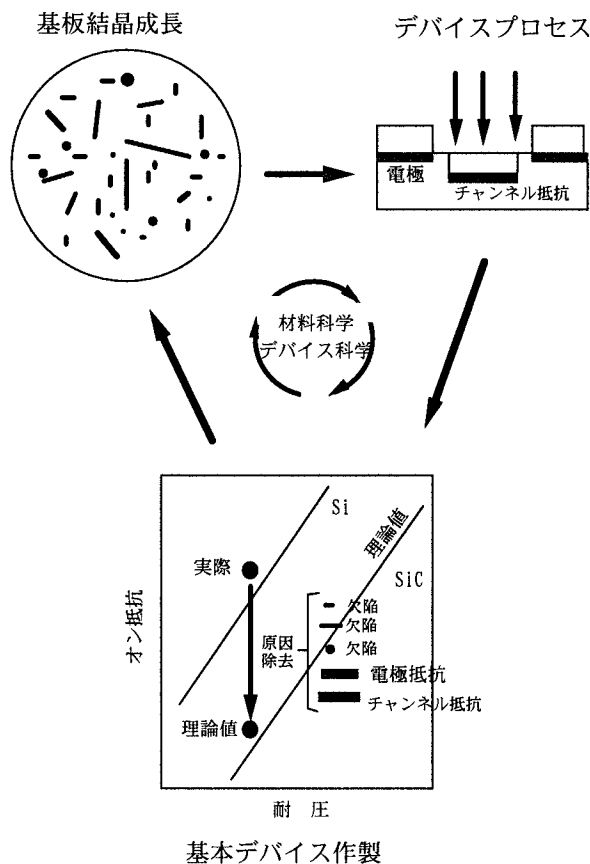 基板結晶成長
デバイスプロセス
電極
チャンネル抵抗
材料科学
デバイス科学
Si
理論値
SiC
実際
オン抵抗
原因
除去
欠陥
欠陥
欠陥
電極抵抗
チャンネル抵抗
理論値
耐 圧
基本デバイス作製